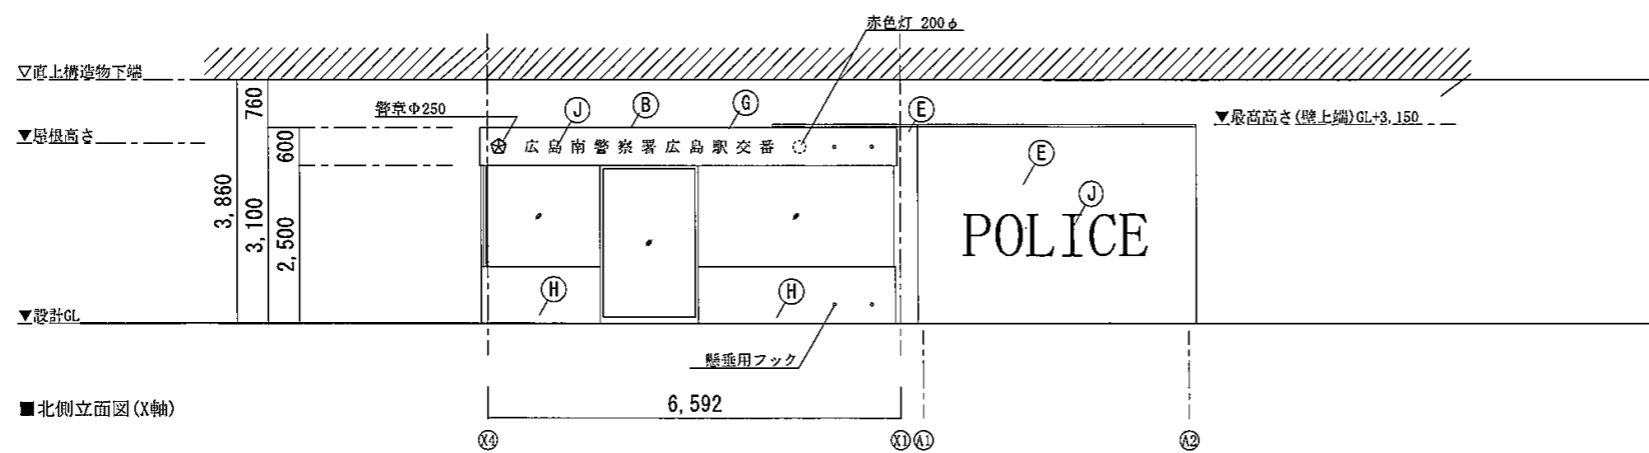 赤色灯 200φ
▽直上構造物下端
760
警章Φ250
J
B
G
E
▼最高高さ(壁上端)GL+3,150
▼屋根高さ
600
広島南警察署広島駅交番
E
3,860
3,100
2,500
J
POLICE
H
H
▼設計GL
懸垂用フック
6,592
■北側立面図(X軸)
X4
X1
A1
A2